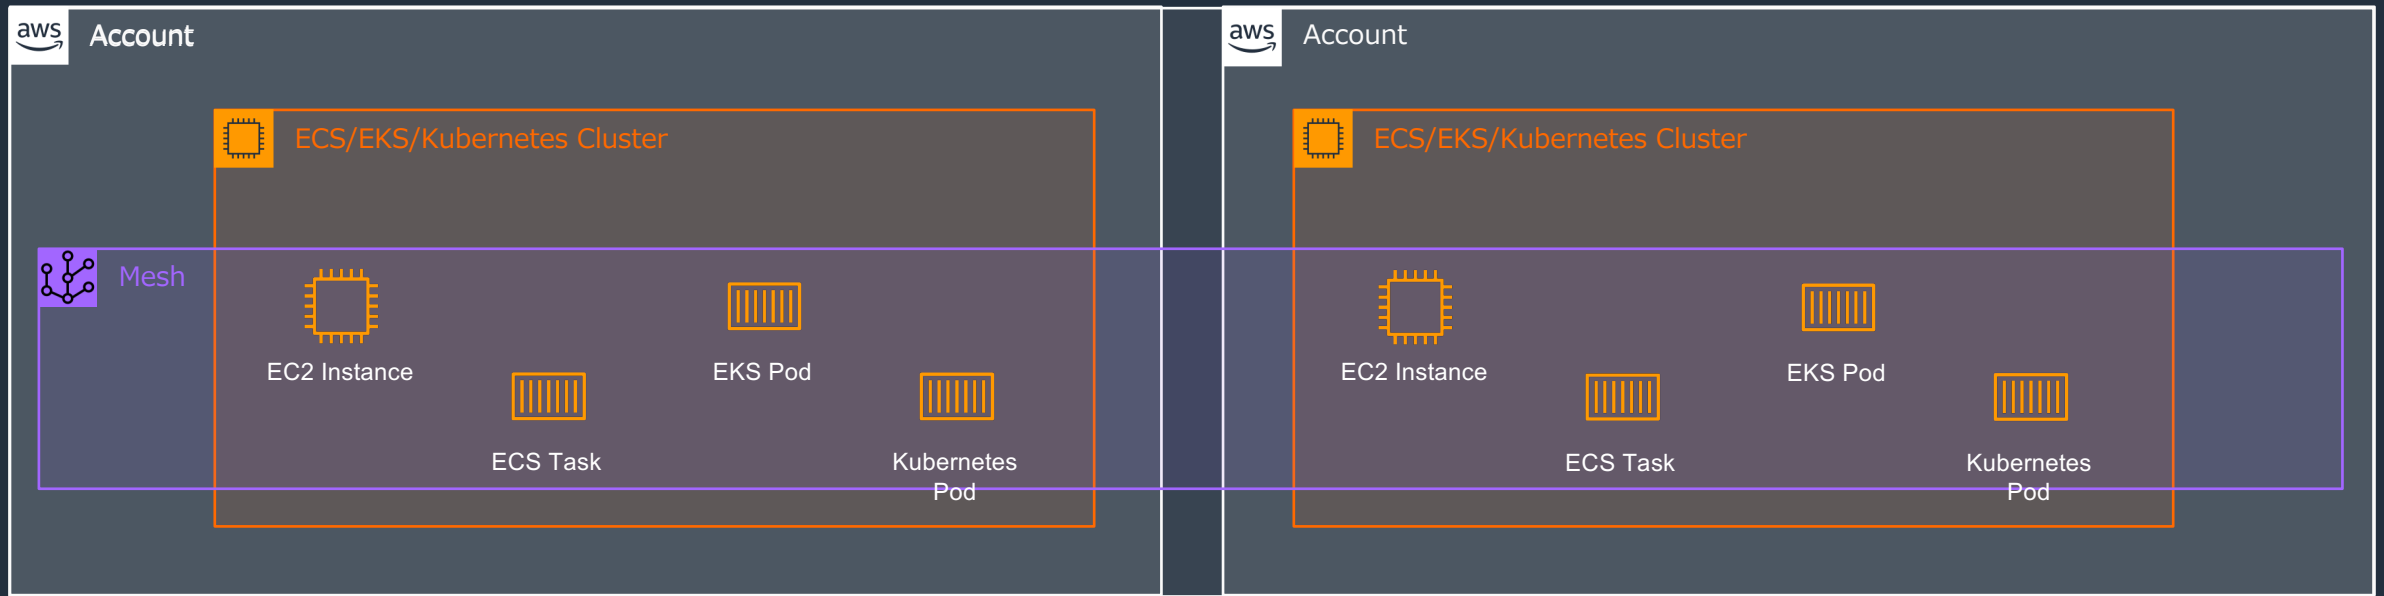 aws
Account
aws
Account
ECS/EKS/Kubernetes Cluster
ECS/EKS/Kubernetes Cluster
Mesh
EC2 Instance
EKS Pod
ECS Task
Kubernetes
Pod
EC2 Instance
EKS Pod
ECS Task
Kubernetes
Pod